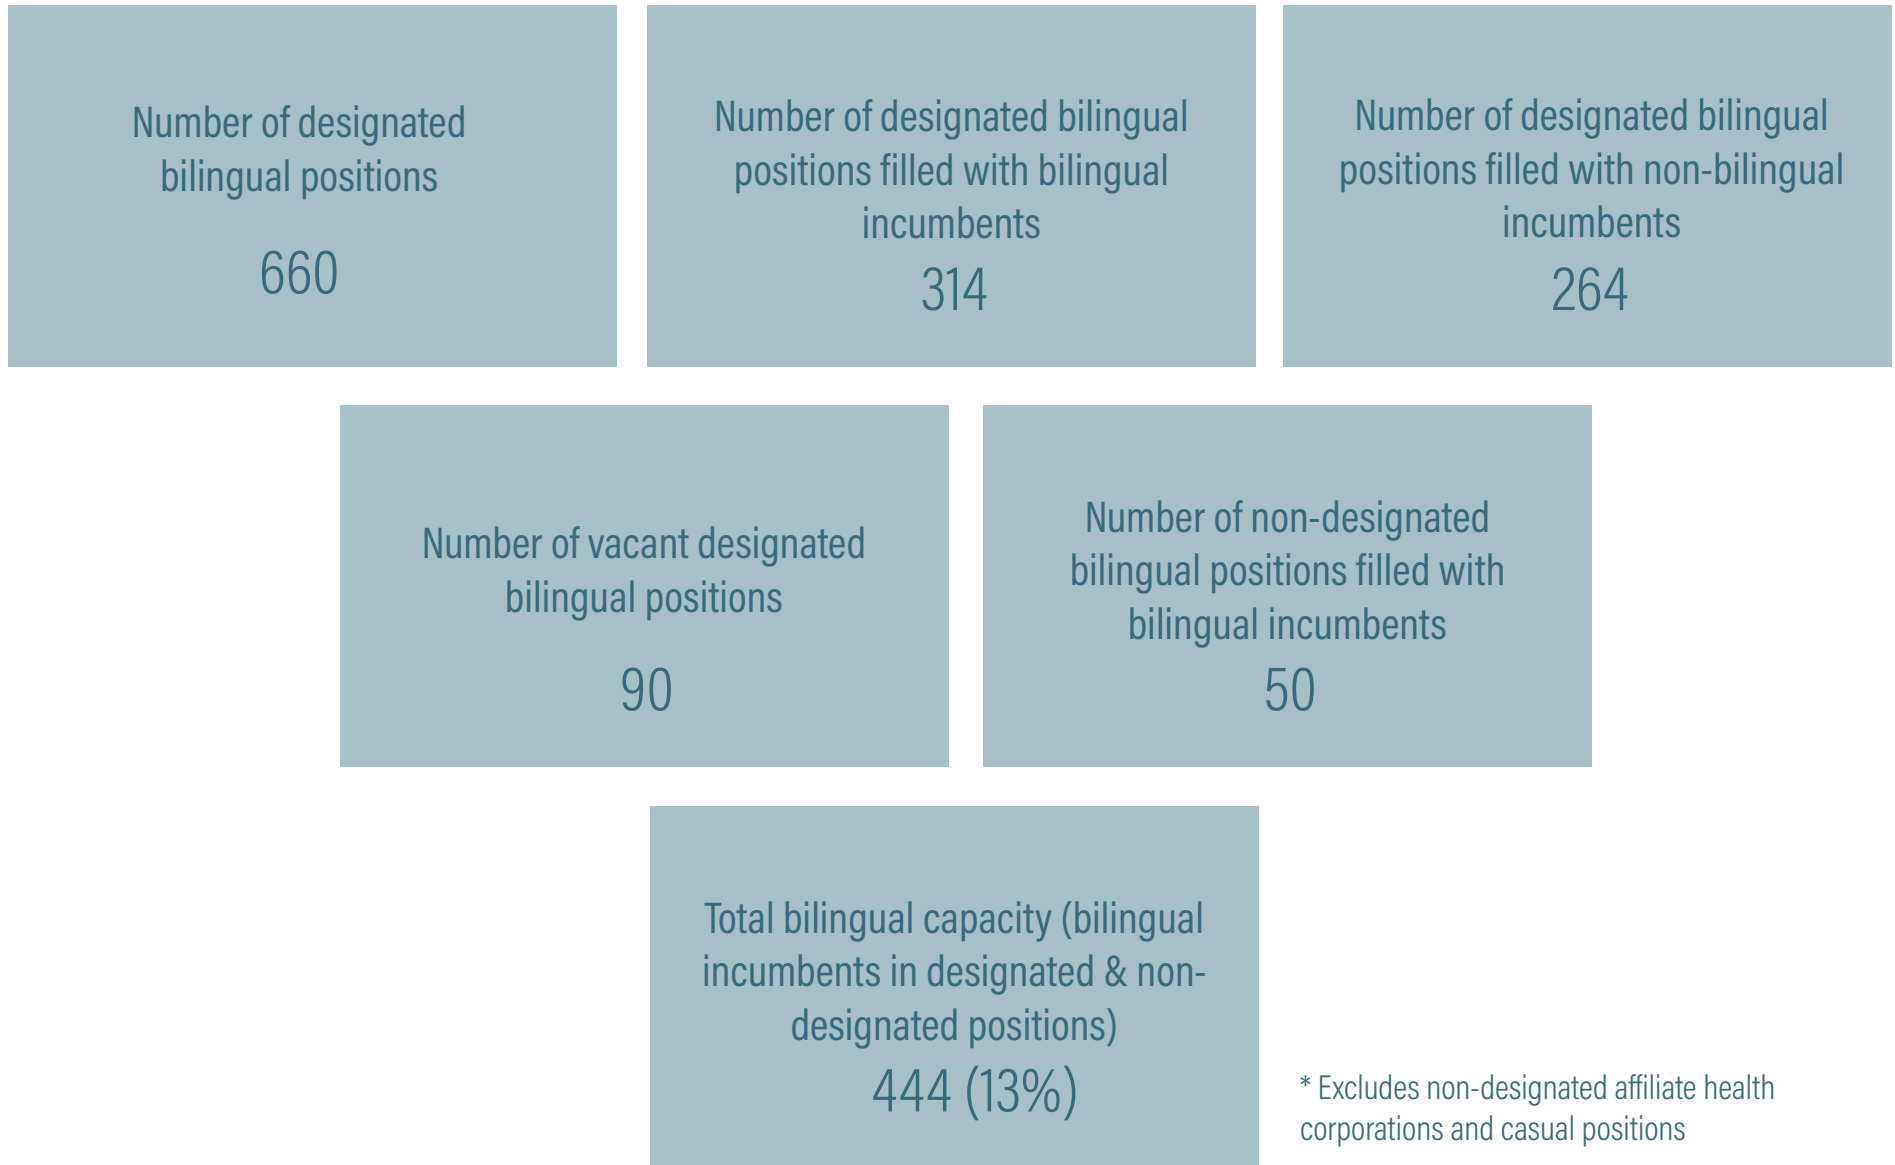 Number of designated
bilingual positions
660
Number of designated bilingual
positions filled with bilingual
incumbents
314
Number of designated bilingual
positions filled with non-bilingual
incumbents
264
Number of vacant designated
bilingual positions
90
Number of non-designated
bilingual positions filled with
bilingual incumbents
50
Total bilingual capacity (bilingual
incumbents in designated & non-
designated positions)
444 (13%)
* Excludes non-designated affiliate health
corporations and casual positions